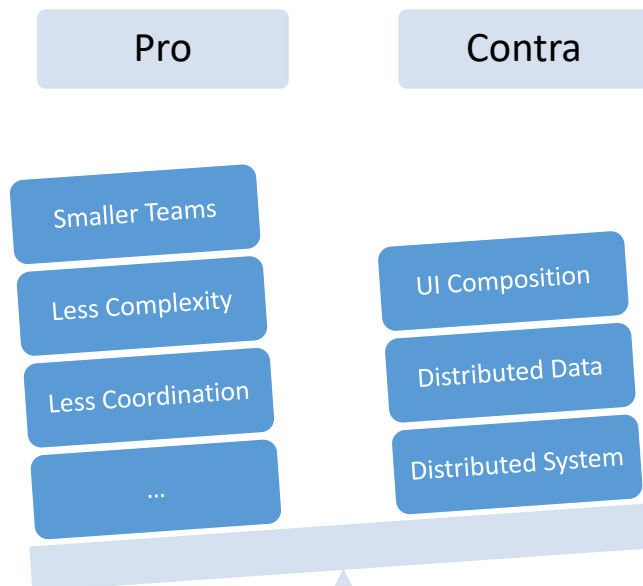 Pro
Contra
Smaller Teams
Less Complexity
Less Coordination
...
UI Composition
Distributed Data
Distributed System